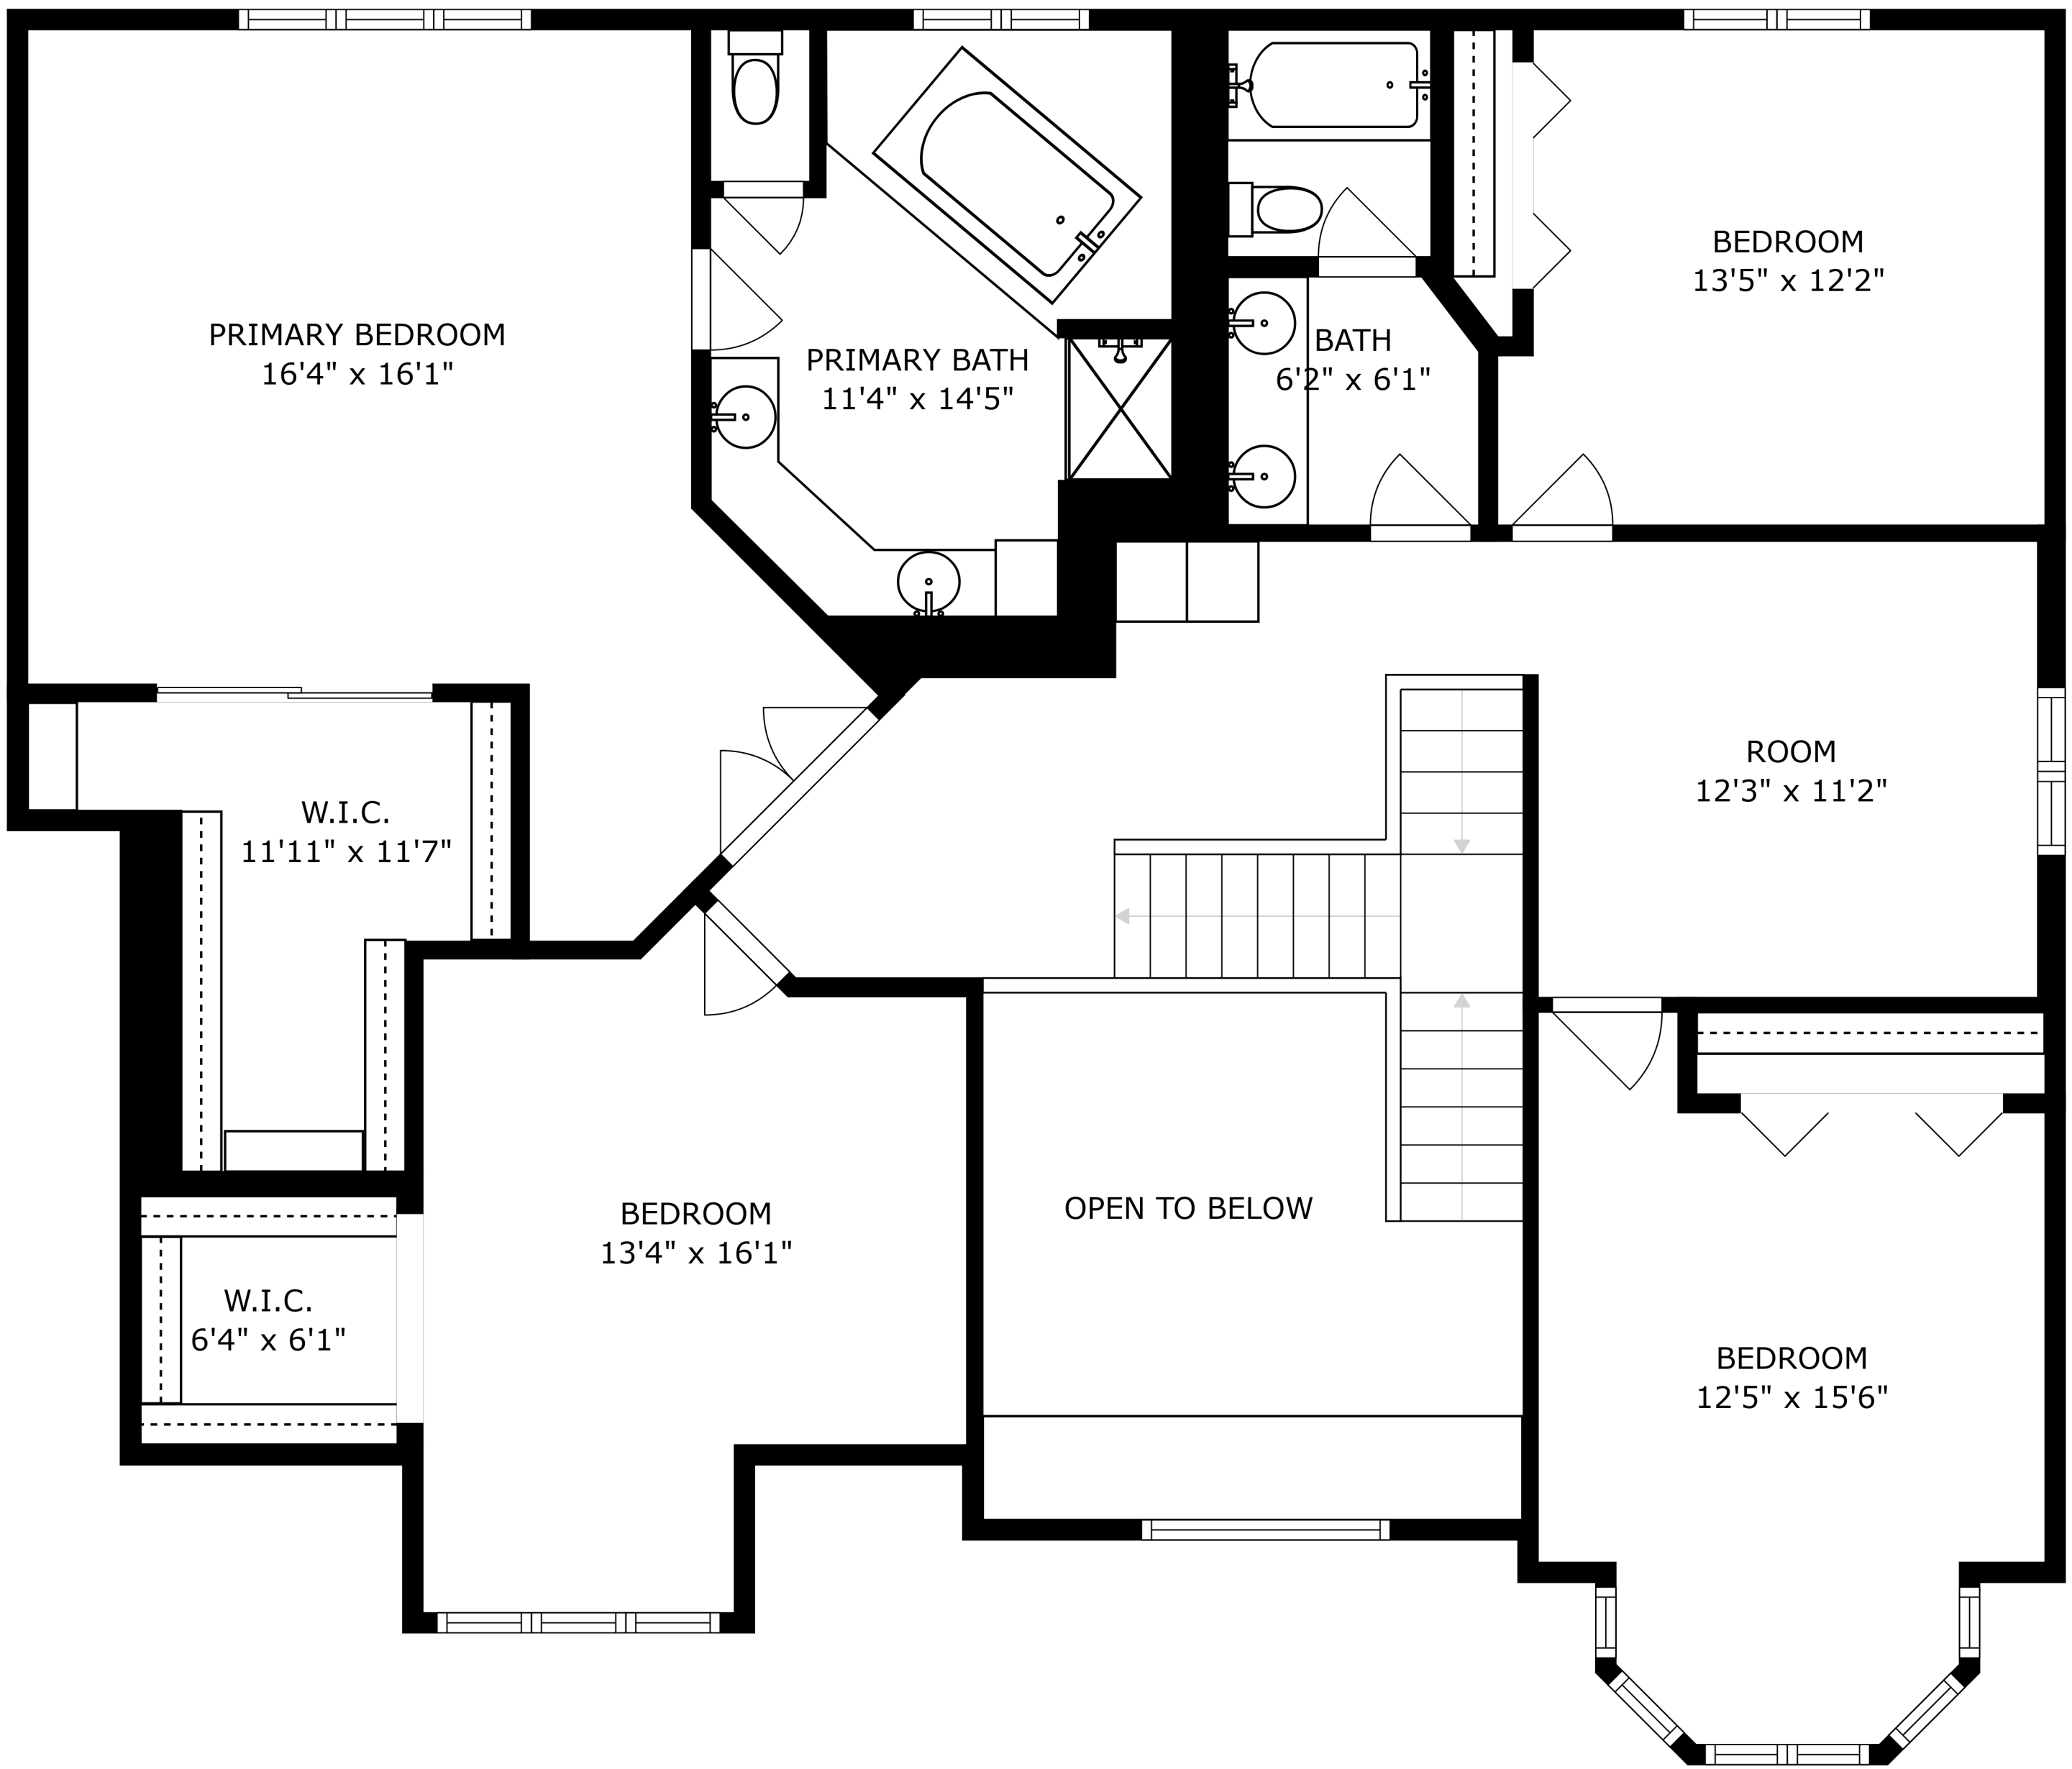 PRIMARY BEDROOM
16'4" x 16'1"
PRIMARY BATH
11'4" x 14'5"
BATH
6'2" x 6'1"
BEDROOM
13'5" x 12'2"
W.I.C.
11'11" x 11'7"
ROOM
12'3" x 11'2"
BEDROOM
13'4" x 16'1"
OPEN TO BELOW
W.I.C.
6'4" x 6'1"
BEDROOM
12'5" x 15'6"